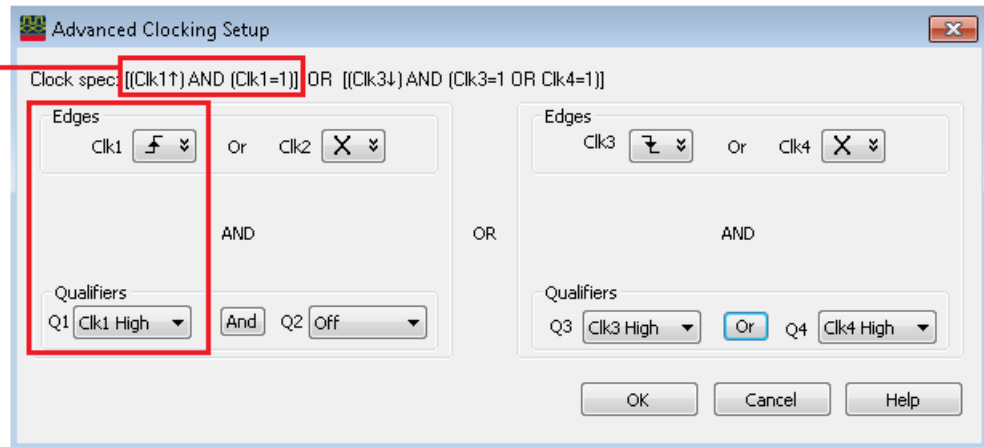 Advanced Clocking Setup
Clock spec: [(Clk1↑) AND (Clk1=1)] OR [(Clk3↓) AND (Clk3=1 OR Clk4=1)]
Edges
Clk1 Or Clk2 X
Edges
Clk3 Or Clk4 X
AND
OR
AND
Qualifiers
Q1 Clk1 High And Q2 Off
Qualifiers
Q3 Clk3 High Or Q4 Clk4 High
OK Cancel Help